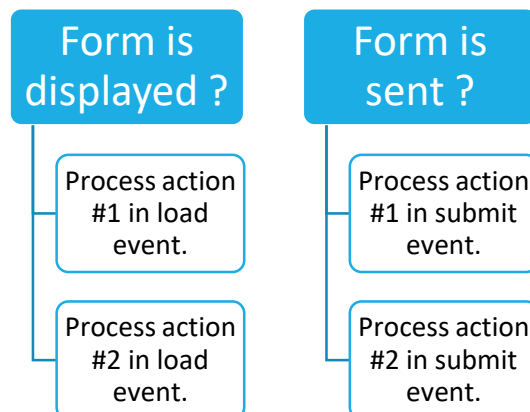 Form is
displayed ?
Process action
#1 in load
event.
Process action
#2 in load
event.
Form is
sent ?
Process action
#1 in submit
event.
Process action
#2 in submit
event.